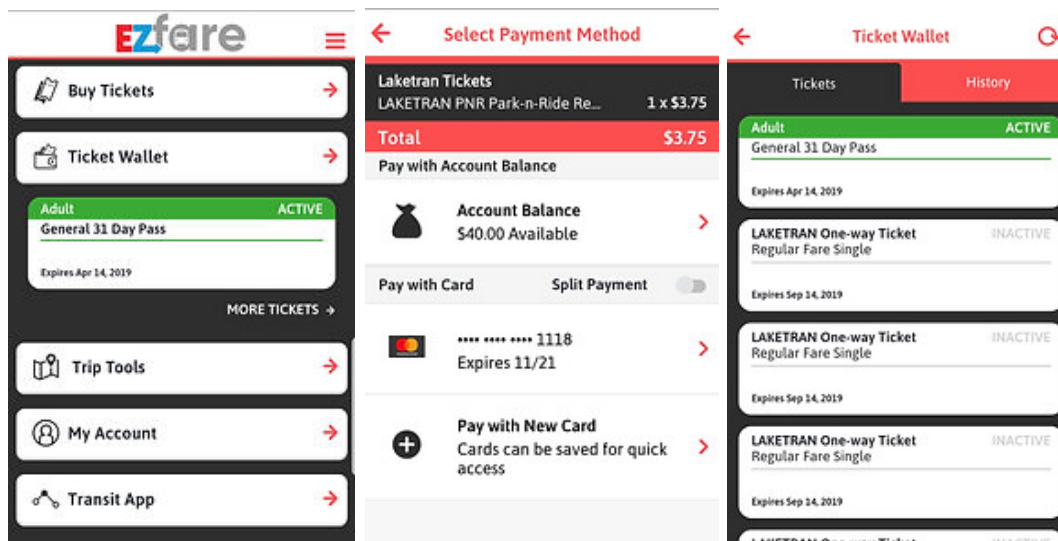 EZfare
Buy Tickets
Ticket Wallet
Adult ACTIVE
General 31 Day Pass
Expires Apr 14, 2019
MORE TICKETS →
Trip Tools
My Account
Transit App
Select Payment Method
Laketran Tickets
LAKETRAN PNR Park-n-Ride Re... 1 x $3.75
Total $3.75
Pay with Account Balance
Account Balance
$40.00 Available
Pay with Card Split Payment
•••• •••• •••• 1118
Expires 11/21
Pay with New Card
Cards can be saved for quick
access
Ticket Wallet
Tickets History
Adult ACTIVE
General 31 Day Pass
Expires Apr 14, 2019
LAKETRAN One-way Ticket INACTIVE
Regular Fare Single
Expires Sep 14, 2019
LAKETRAN One-way Ticket INACTIVE
Regular Fare Single
Expires Sep 14, 2019
LAKETRAN One-way Ticket INACTIVE
Regular Fare Single
Expires Sep 14, 2019